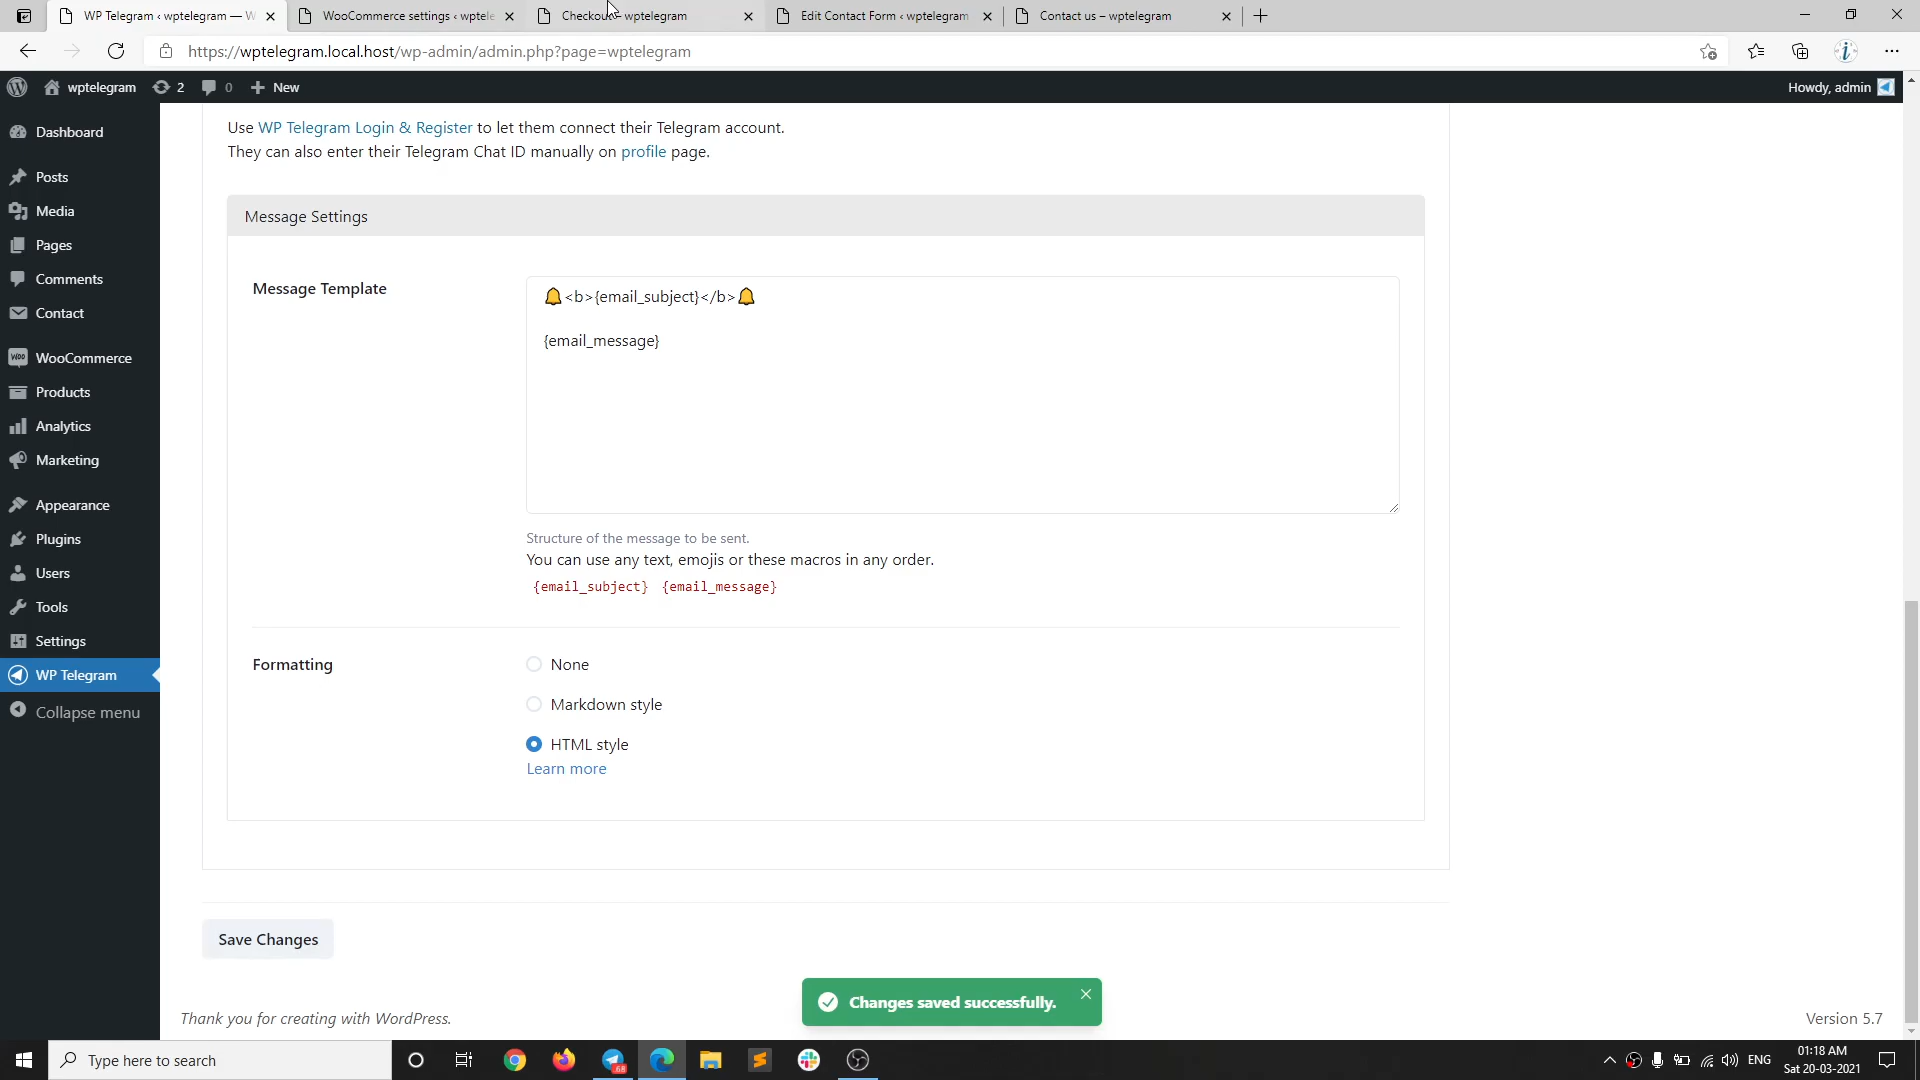 WP Telegram ‹ wptelegram — W
WooCommerce settings ‹ wptele
Checkout – wptelegram
Edit Contact Form ‹ wptelegram
Contact us – wptelegram
https://wptelegram.local.host/wp-admin/admin.php?page=wptelegram
wptelegram
2
0
New
Howdy, admin
Dashboard
Posts
Media
Pages
Comments
Contact
WooCommerce
Products
Analytics
Marketing
Appearance
Plugins
Users
Tools
Settings
WP Telegram
Collapse menu
Use WP Telegram Login & Register to let them connect their Telegram account.
They can also enter their Telegram Chat ID manually on profile page.
Message Settings
Message Template
🔔<b>{email_subject}</b>🔔
{email_message}
Structure of the message to be sent.
You can use any text, emojis or these macros in any order.
{email_subject} {email_message}
Formatting
None
Markdown style
HTML style
Learn more
Save Changes
Changes saved successfully.
Thank you for creating with WordPress.
Version 5.7
Type here to search
68
ENG
01:18 AM
Sat 20-03-2021